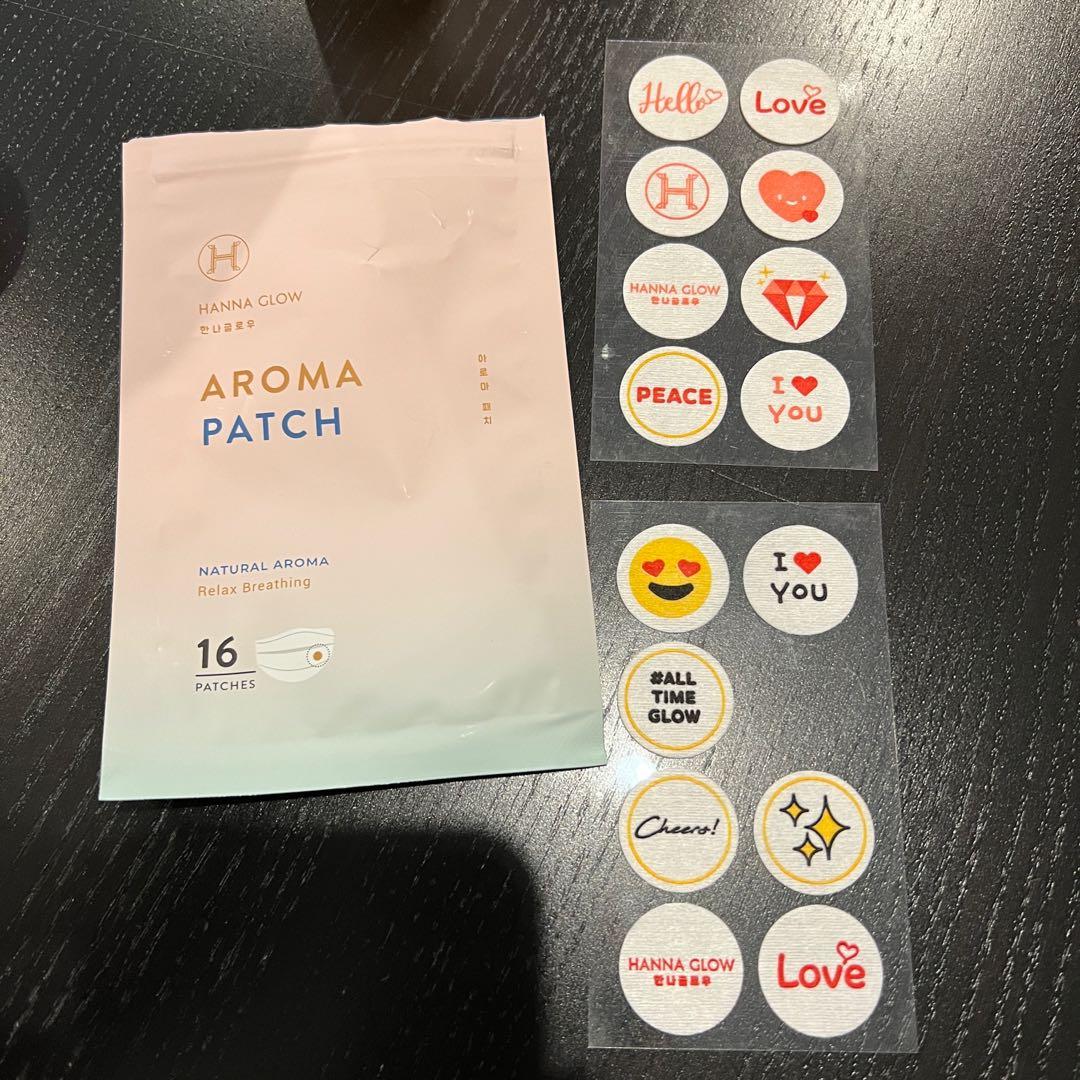 H
HANNA GLOW
한나글로우
AROMA
PATCH
아로마 패치
NATURAL AROMA
Relax Breathing
16
PATCHES
Hello
Love
H
HANNA GLOW
한나글로우
PEACE
I ♥
YOU
I ♥
YOU
#ALL
TIME
GLOW
Cheers!
HANNA GLOW
한나글로우
Love